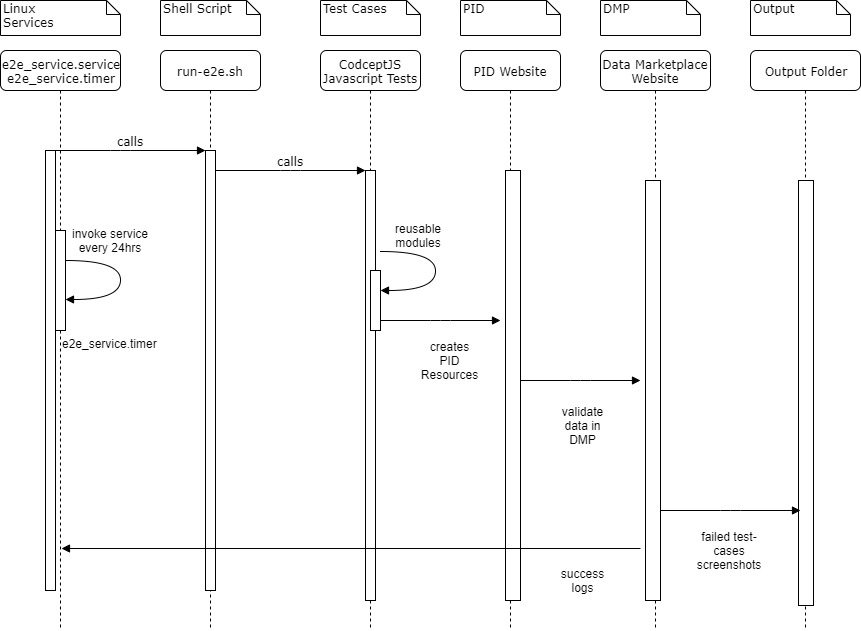 Linux
Services
Shell Script
Test Cases
PID
DMP
Output
e2e_service.service
e2e_service.timer
run-e2e.sh
CodceptJS
Javascript Tests
PID Website
Data Marketplace
Website
Output Folder
calls
calls
invoke service
every 24hrs
reusable
modules
e2e_service.timer
creates
PID
Resources
validate
data in
DMP
failed test-
cases
screenshots
success
logs